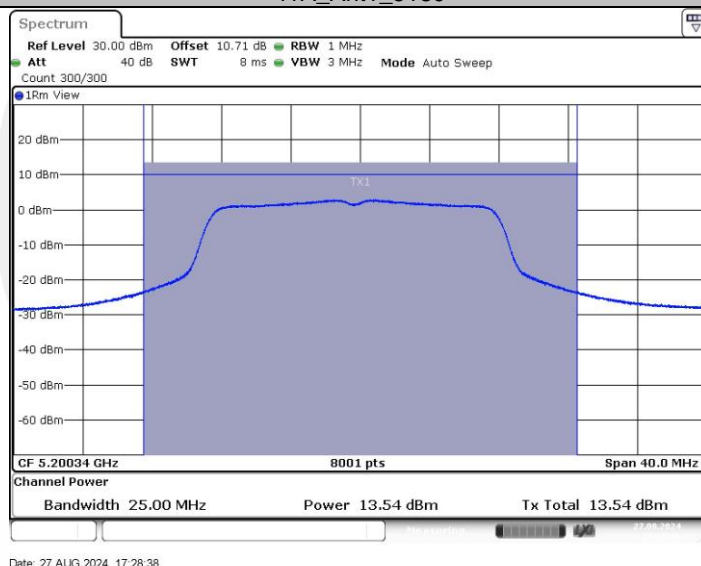 Spectrum
Ref Level 30.00 dBm Offset 10.71 dB RBW 1 MHz
Att 40 dB SWT 8 ms VBW 3 MHz Mode Auto Sweep
Count 300/300
1Rm View
20 dBm
10 dBm
TX1
0 dBm
-10 dBm
-20 dBm
-30 dBm
-40 dBm
-50 dBm
-60 dBm
CF 5.20034 GHz 8001 pts Span 40.0 MHz
Channel Power
Bandwidth 25.00 MHz Power 13.54 dBm Tx Total 13.54 dBm
27.08.2024
Date: 27.AUG.2024 17:28:38